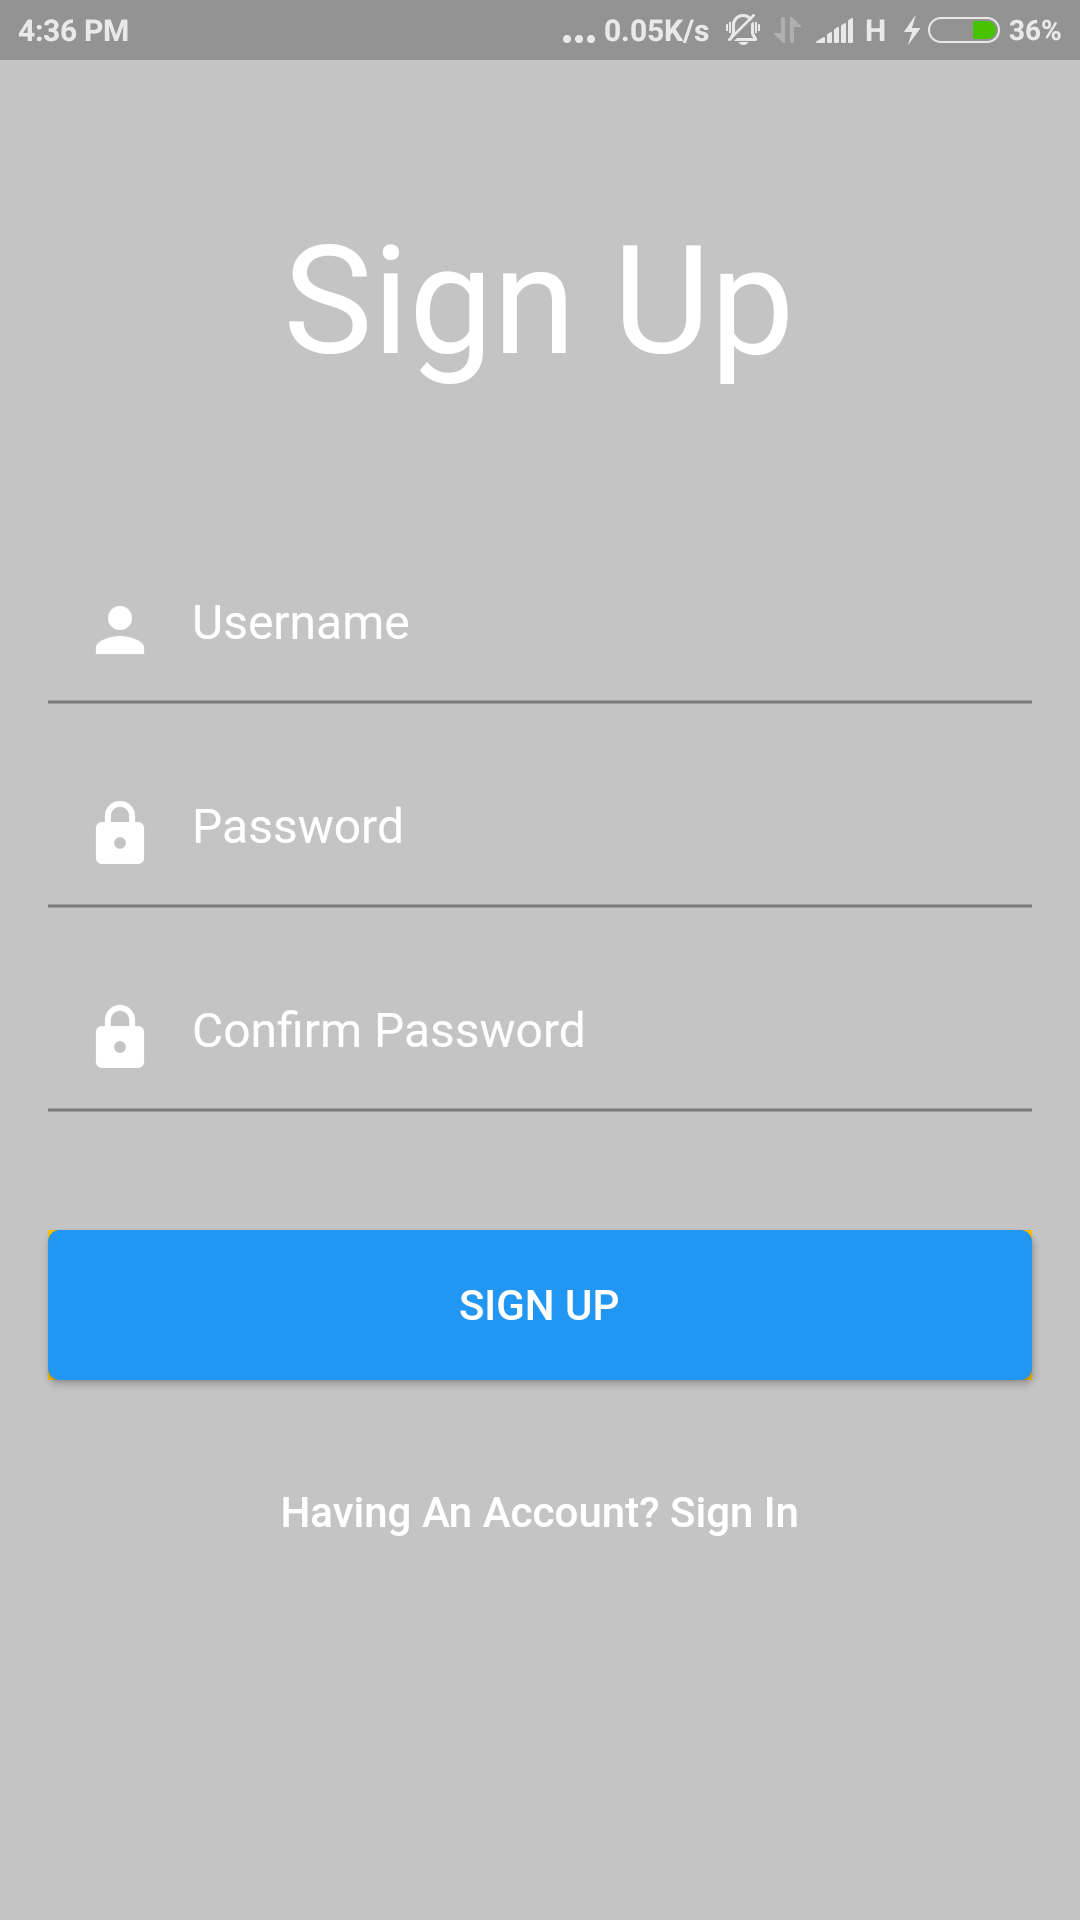 4:36 PM ... 0.05K/s H 36%
Sign Up
Username
Password
Confirm Password
SIGN UP
Having An Account? Sign In